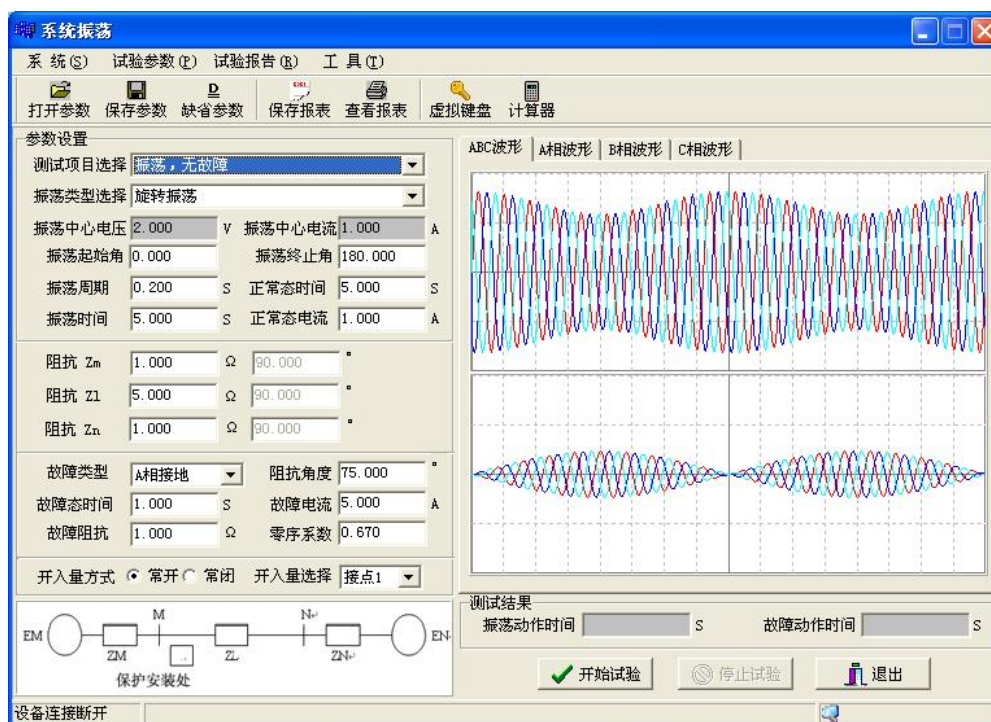 系统振荡
系 统(S) 试验参数(P) 试验报告(R) 工 具(T)
打开参数 保存参数 缺省参数 保存报表 查看报表 虚拟键盘 计算器
参数设置
测试项目选择 振荡，无故障
振荡类型选择 旋转振荡
振荡中心电压 2.000 V 振荡中心电流 1.000 A
振荡起始角 0.000 振荡终止角 180.000
振荡周期 0.200 S 正常态时间 5.000 S
振荡时间 5.000 S 正常态电流 1.000 A
阻抗 Zm 1.000 Ω 90.000 °
阻抗 Zl 5.000 Ω 90.000 °
阻抗 Zn 1.000 Ω 90.000 °
故障类型 A相接地 阻抗角度 75.000 °
故障态时间 1.000 S 故障电流 5.000 A
故障阻抗 1.000 Ω 零序系数 0.670
开入量方式 常开 常闭 开入量选择 接点1
EM M N EN
ZM ZL ZN
保护安装处
ABC波形 A相波形 B相波形 C相波形
测试结果
振荡动作时间 S 故障动作时间 S
开始试验 停止试验 退出
设备连接断开